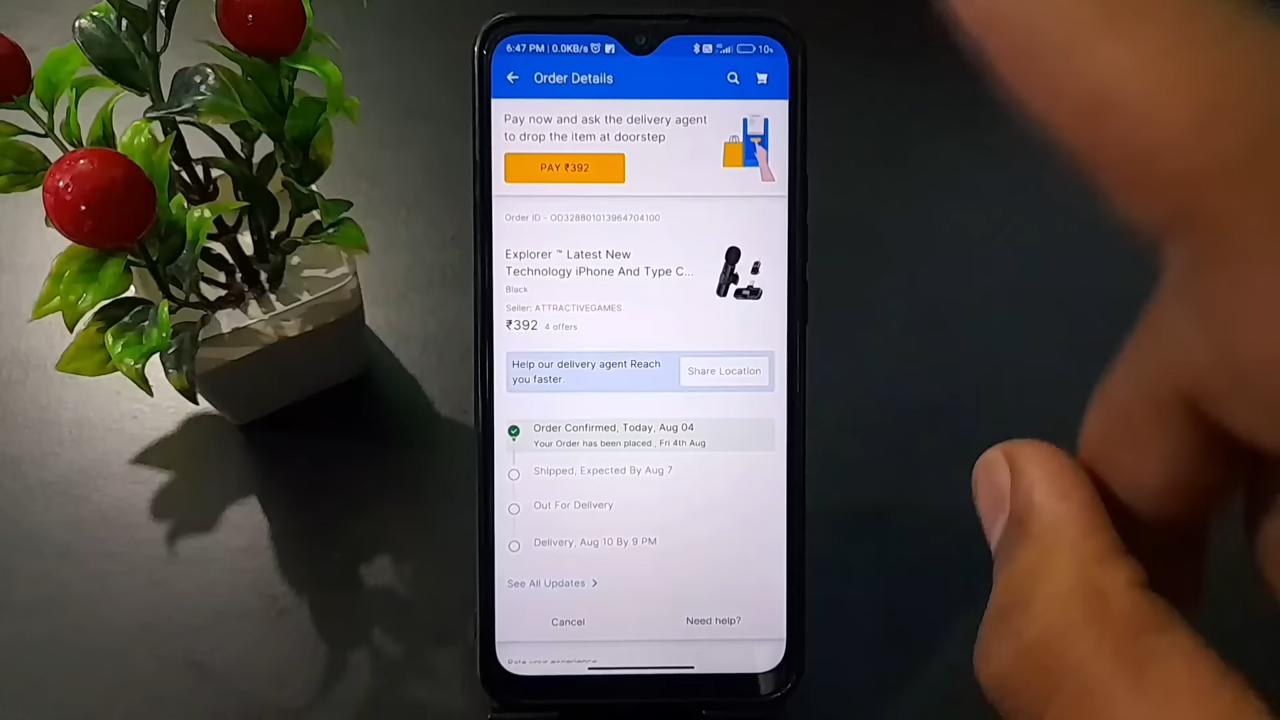 6:47 PM | 0.0KB/s
10%
Order Details
Pay now and ask the delivery agent
to drop the item at doorstep
PAY ₹392
Order ID - OD328801013964704100
Explorer ™ Latest New
Technology iPhone And Type C...
Black
Seller: ATTRACTIVEGAMES
₹392 4 offers
Help our delivery agent Reach
you faster.
Share Location
Order Confirmed, Today, Aug 04
Your Order has been placed , Fri 4th Aug
Shipped, Expected By Aug 7
Out For Delivery
Delivery, Aug 10 By 9 PM
See All Updates
Cancel
Need help?